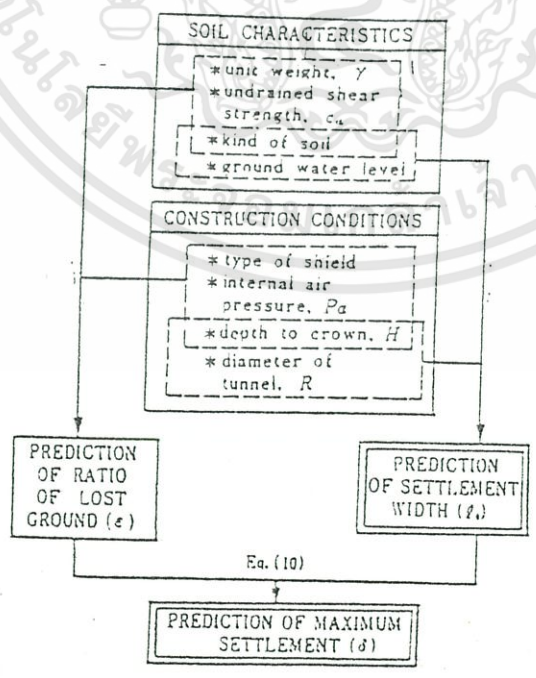 SOIL CHARACTERISTICS
*unit weight, γ
*undrained shear
strength, cu
*kind of soil
*ground water level
CONSTRUCTION CONDITIONS
*type of shield
*internal air
pressure, Pa
*depth to crown, H
*diameter of
tunnel, R
PREDICTION
OF RATIO
OF LOST
GROUND (ε)
PREDICTION
OF SETTLEMENT
WIDTH
Eq. (10)
PREDICTION OF MAXIMUM
SETTLEMENT (δ)